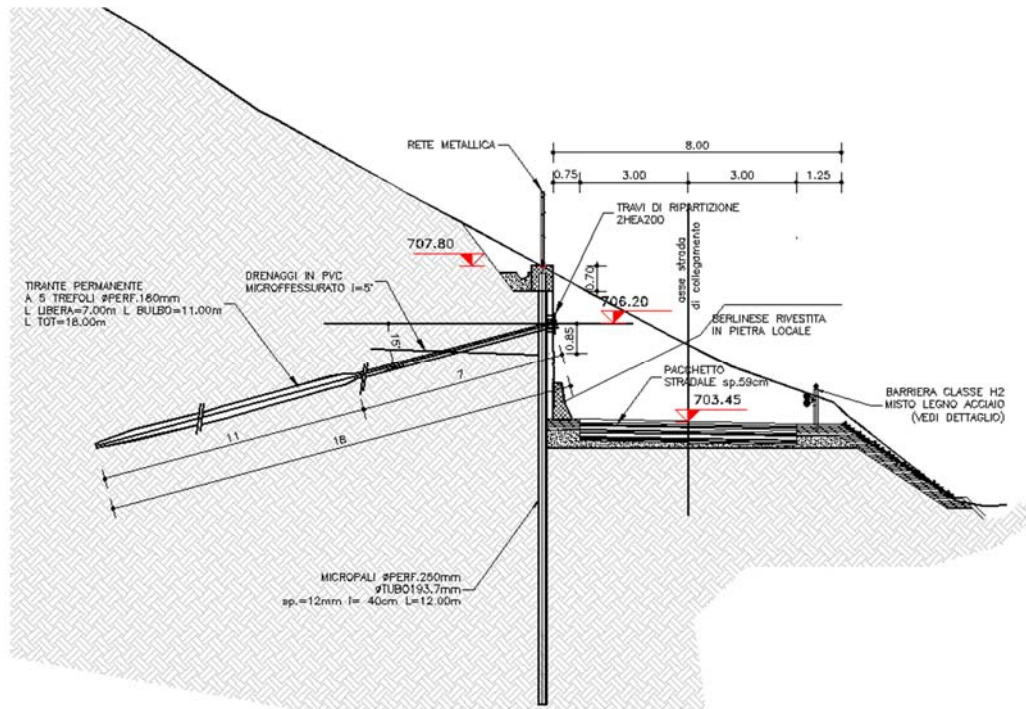 RETE METALLICA
8.00
0.75
3.00
3.00
1.25
TRAVI DI RIPARTIZIONE
2HEA200
707.80
asse strada
di collegamento
0.70
DRENAGGI IN PVC
MICROFESSURATO i=5°
TIRANTE PERMANENTE
A 5 TREFOLI ØPERF.180mm
L LIBERA=7.00m L BULBO=11.00m
L TOT=18.00m
706.20
BERLINESE RIVESTITA
IN PIETRA LOCALE
15°
0.85
7
PACCHETTO
STRADALE sp.59cm
703.45
BARRIERA CLASSE H2
MISTO LEGNO ACCIAIO
(VEDI DETTAGLIO)
11
18
MICROPALI ØPERF.250mm
ØTUBO193.7mm
sp.=12mm i= 40cm L=12.00m